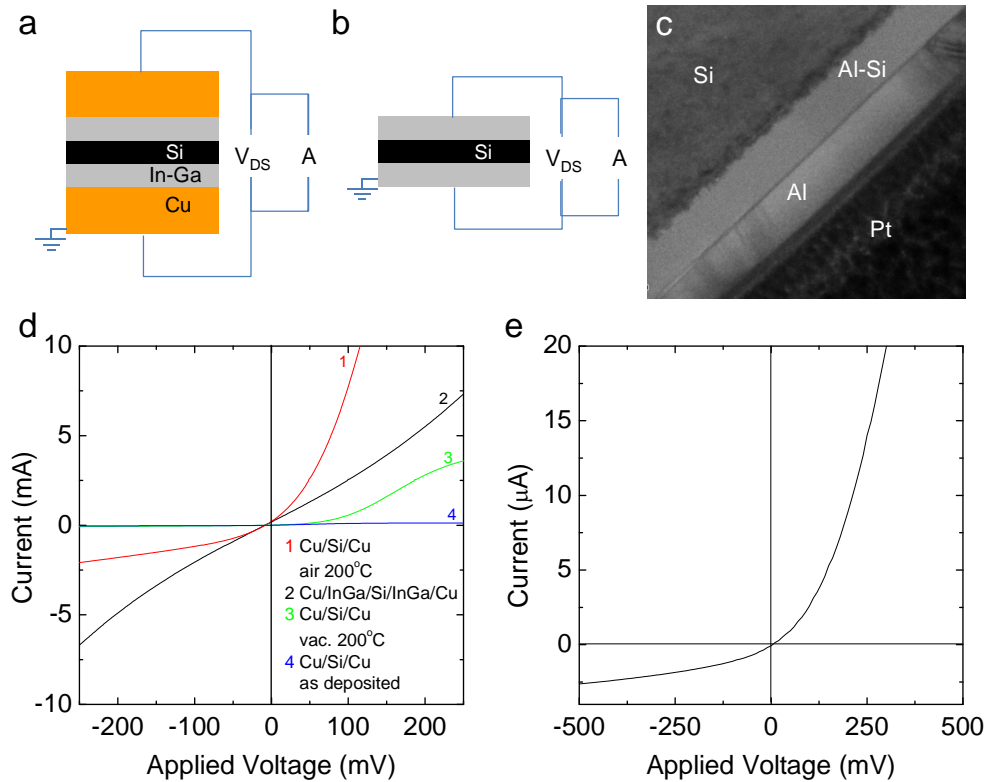 a
Si
In-Ga
Cu
V_DS
A
b
Si
V_DS
A
c
Si
Al-Si
Al
Pt
d
10
5
0
-5
-10
Current (mA)
-200
-100
0
100
200
Applied Voltage (mV)
1
2
3
4
1 Cu/Si/Cu
air 200°C
2 Cu/InGa/Si/InGa/Cu
3 Cu/Si/Cu
vac. 200°C
4 Cu/Si/Cu
as deposited
e
20
15
10
5
0
Current (μA)
-500
-250
0
250
500
Applied Voltage (mV)